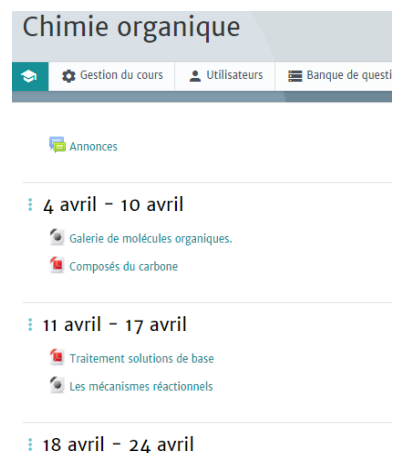 Chimie organique
Gestion du cours Utilisateurs Banque de questi
Annonces
4 avril - 10 avril
Galerie de molécules organiques.
Composés du carbone
11 avril - 17 avril
Traitement solutions de base
Les mécanismes réactionnels
18 avril - 24 avril